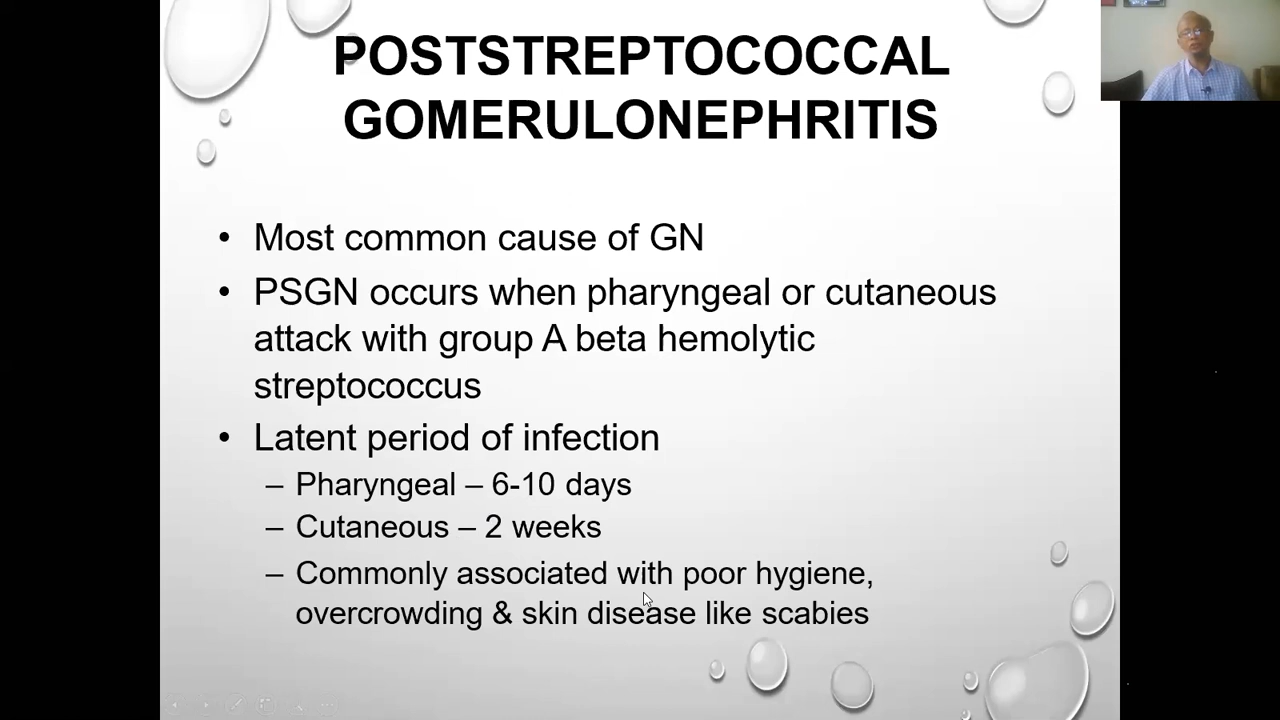 POSTSTREPTOCOCCAL
GOMERULONEPHRITIS
• Most common cause of GN
• PSGN occurs when pharyngeal or cutaneous
attack with group A beta hemolytic
streptococcus
• Latent period of infection
– Pharyngeal – 6-10 days
– Cutaneous – 2 weeks
– Commonly associated with poor hygiene,
overcrowding & skin disease like scabies